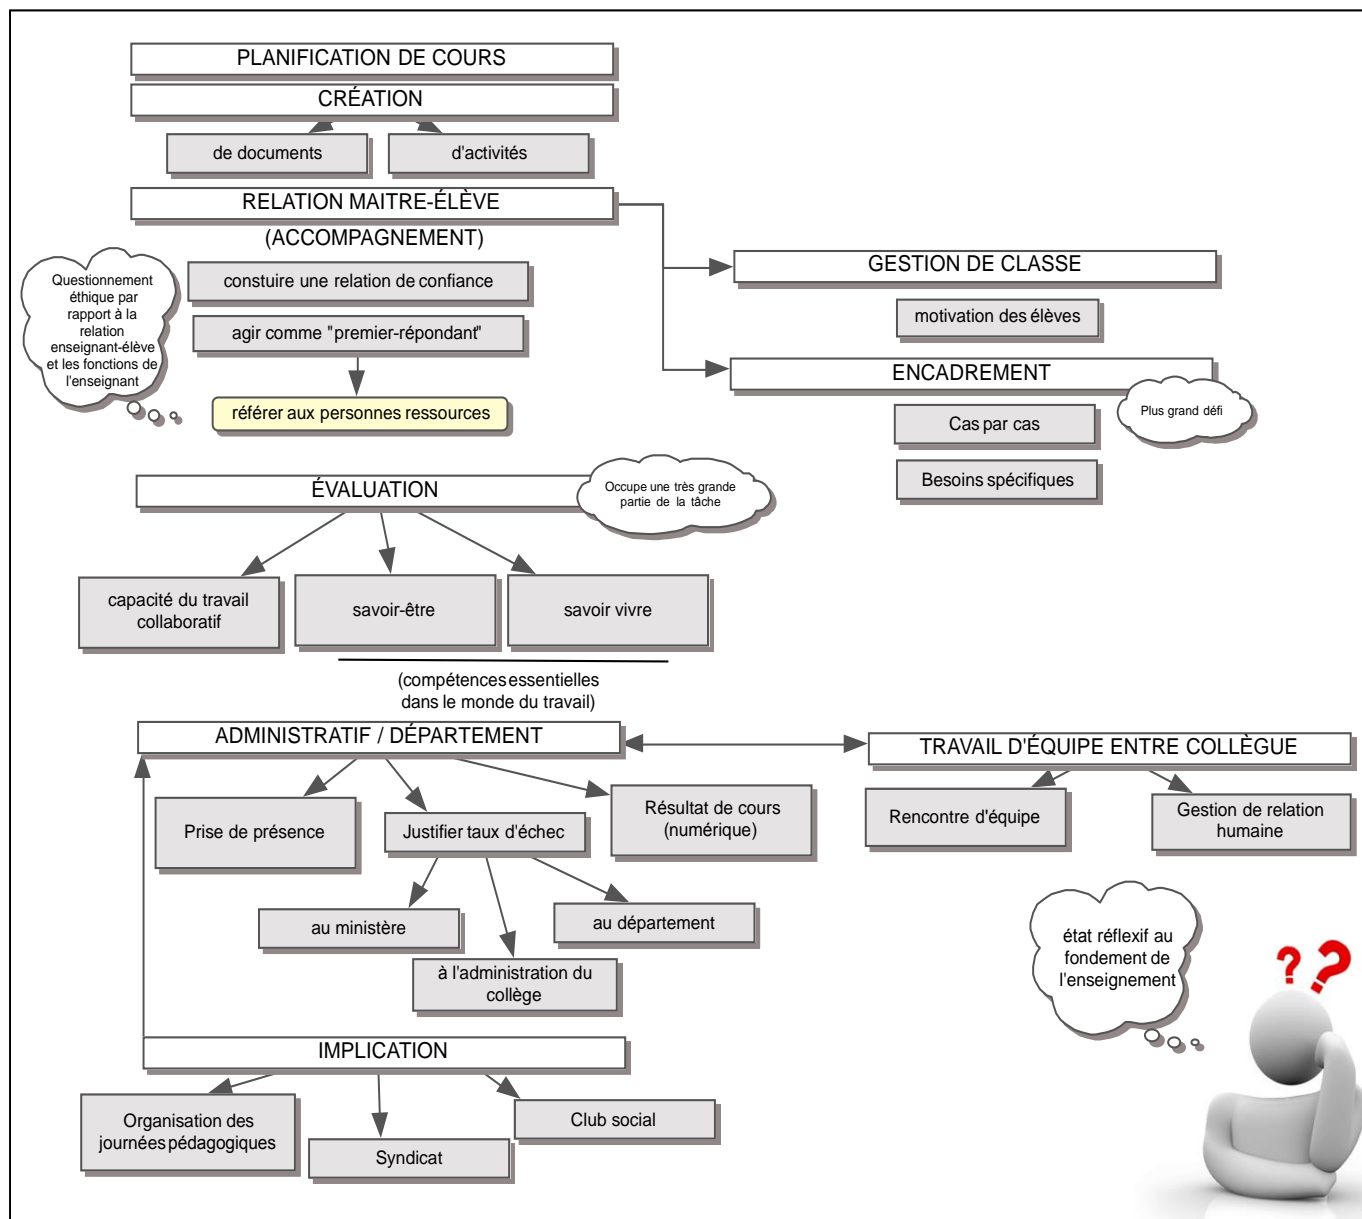 PLANIFICATION DE COURS
CRÉATION
de documents
d'activités
RELATION MAITRE-ÉLÈVE
(ACCOMPAGNEMENT)
constuire une relation de confiance
agir comme "premier-répondant"
référer aux personnes ressources
Questionnement
éthique par
rapport à la
relation
enseignant-élève
et les fonctions de
l'enseignant
GESTION DE CLASSE
motivation des élèves
ENCADREMENT
Plus grand défi
Cas par cas
Besoins spécifiques
ÉVALUATION
Occupe une très grande
partie de la tâche
capacité du travail
collaboratif
savoir-être
savoir vivre
(compétences essentielles
dans le monde du travail)
ADMINISTRATIF / DÉPARTEMENT
Prise de présence
Justifier taux d'échec
Résultat de cours
(numérique)
au ministère
à l'administration du
collège
au département
TRAVAIL D'ÉQUIPE ENTRE COLLÈGUE
Rencontre d'équipe
Gestion de relation
humaine
état réflexif au
fondement de
l'enseignement
??
IMPLICATION
Organisation des
journées pédagogiques
Syndicat
Club social